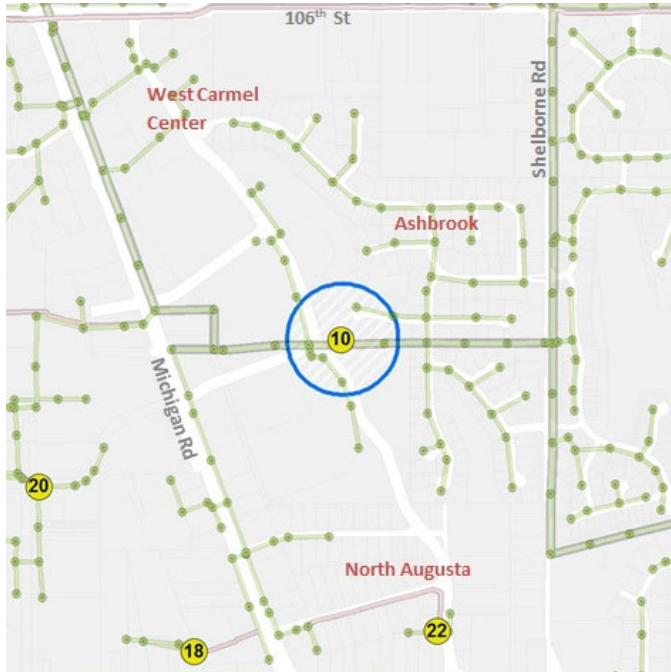 106th St
West Carmel
Center
Shelborne Rd
Ashbrook
10
Michigan Rd
20
North Augusta
22
18